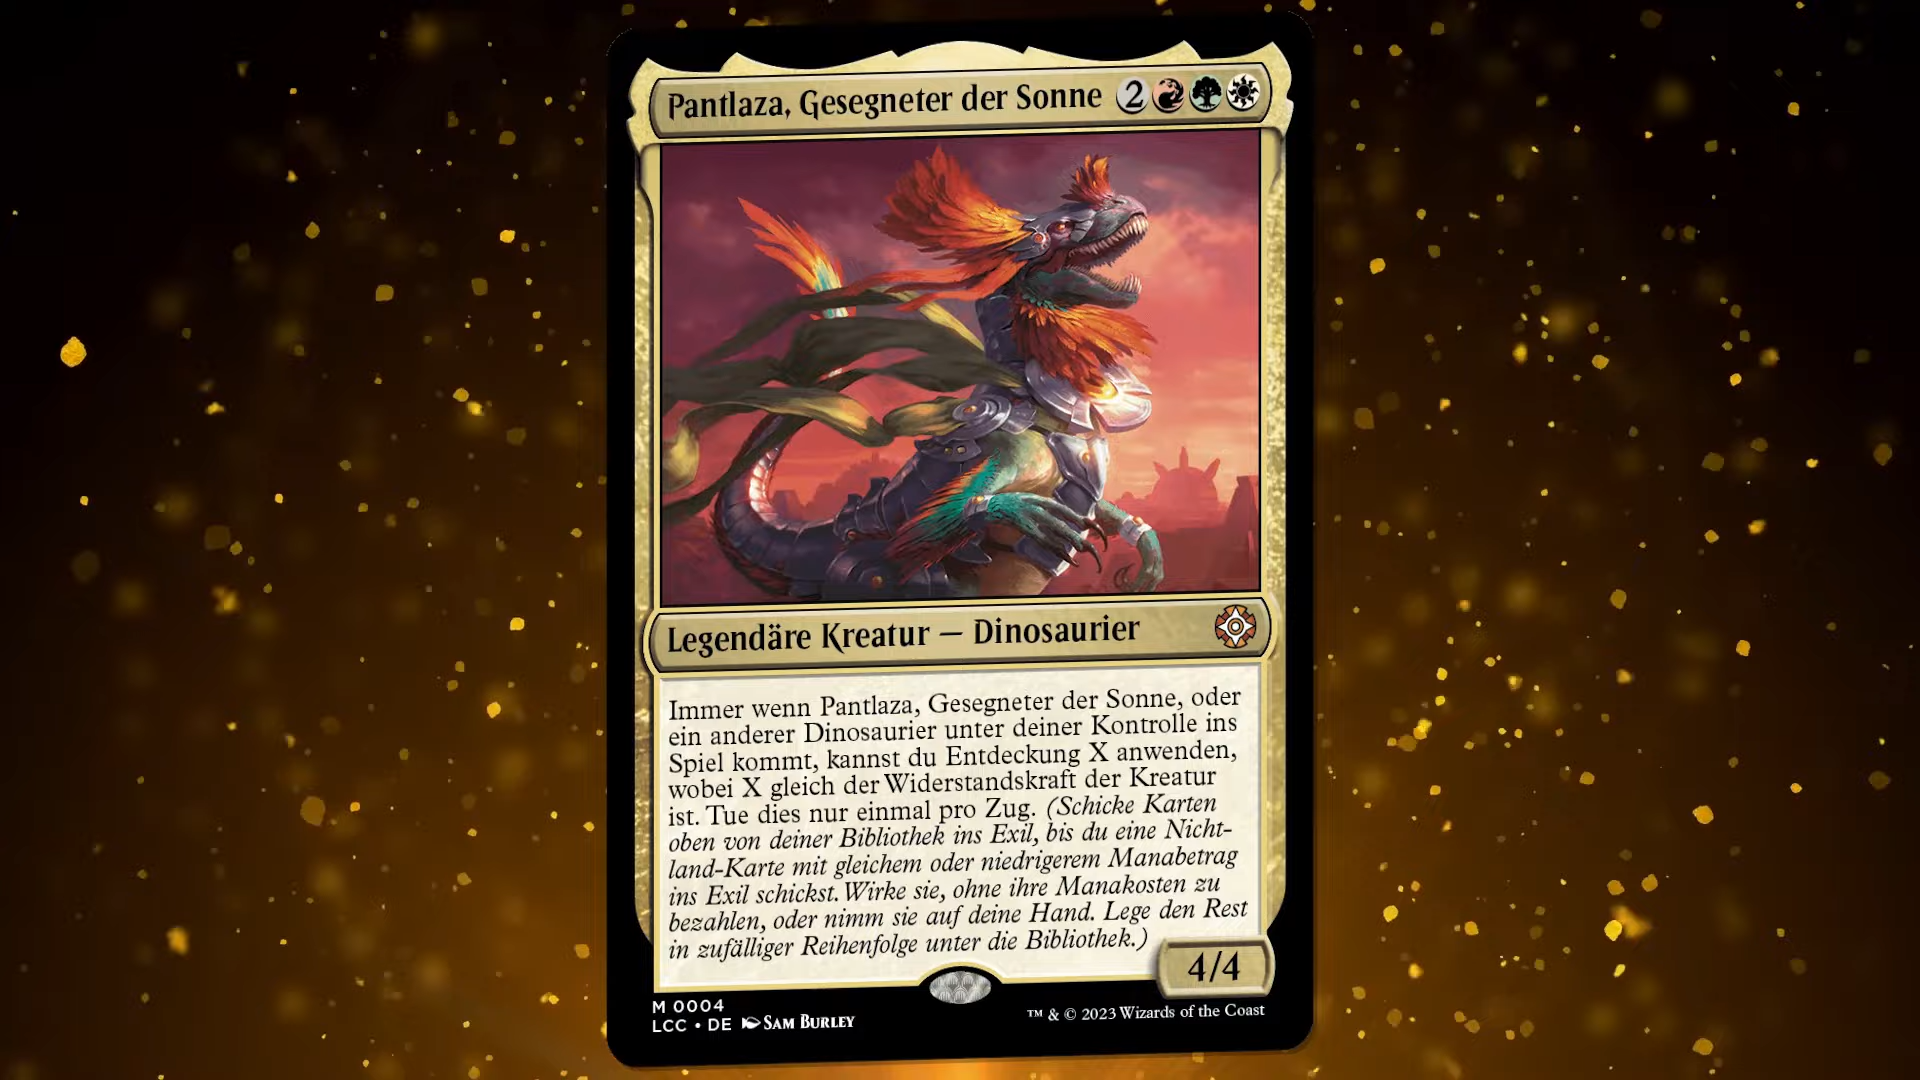 Pantlaza, Gesegneter der Sonne 2
Legendäre Kreatur — Dinosaurier
Immer wenn Pantlaza, Gesegneter der Sonne, oder
ein anderer Dinosaurier unter deiner Kontrolle ins
Spiel kommt, kannst du Entdeckung X anwenden,
wobei X gleich der Widerstandskraft der Kreatur
ist. Tue dies nur einmal pro Zug. (Schicke Karten
oben von deiner Bibliothek ins Exil, bis du eine Nicht-
land-Karte mit gleichem oder niedrigerem Manabetrag
ins Exil schickst. Wirke sie, ohne ihre Manakosten zu
bezahlen, oder nimm sie auf deine Hand. Lege den Rest
in zufälliger Reihenfolge unter die Bibliothek.)
4/4
M 0004
LCC • DE Sam Burley
™ & © 2023 Wizards of the Coast